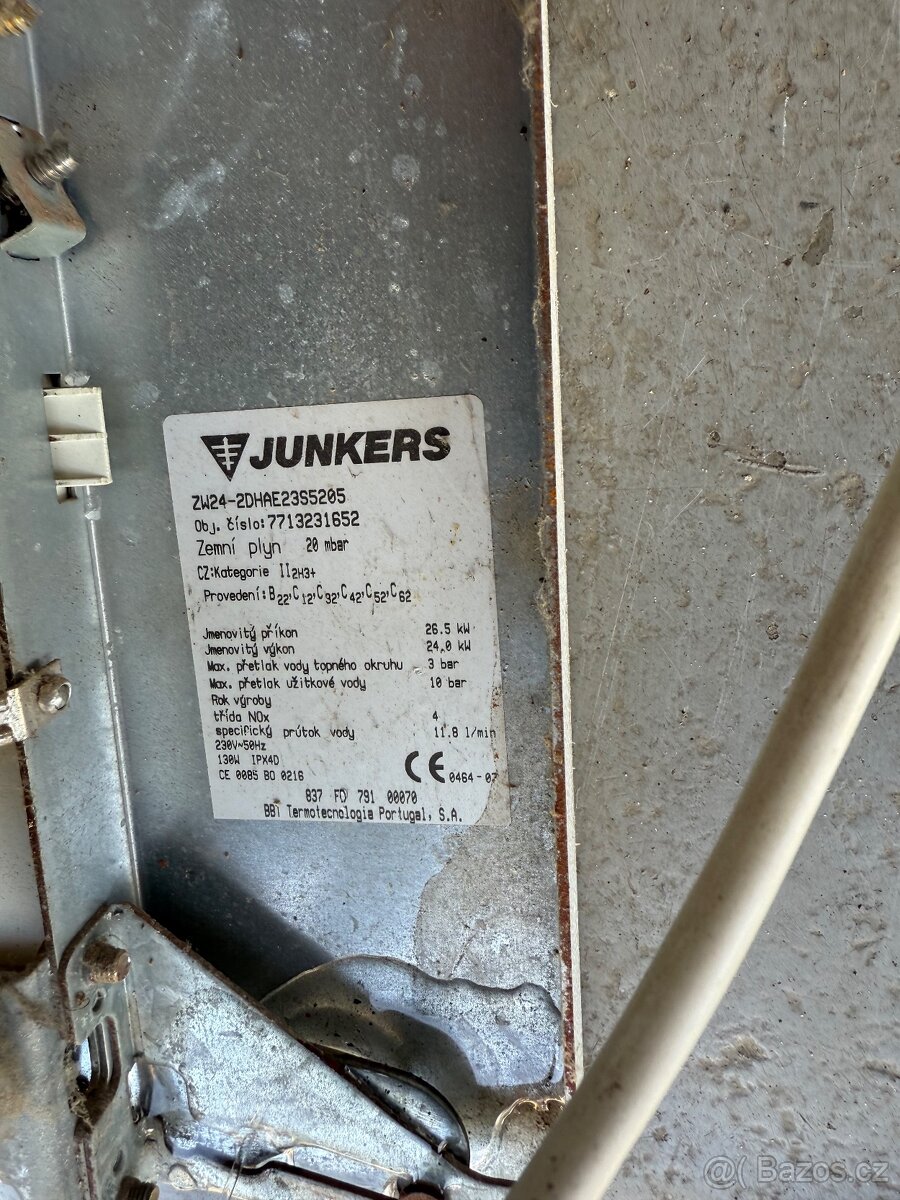 JUNKERS
ZW24-2DHAE23S5205
Obj. číslo: 7713231652
Zemní plyn 20 mbar
CZ:Kategorie II2H3+
Provedení: B22,C12,C32,C42,C52,C62
Jmenovitý příkon 26.5 kW
Jmenovitý výkon 24.0 kW
Max. přetlak vody topného okruhu 3 bar
Max. přetlak užitkové vody 10 bar
Rok výroby
třída NOx 4
specifický průtok vody 11.8 l/min
230V~50Hz
130W IPX4D
CE 0085 BO 0216 CE 0464-07
837 FD 791 00070
BBT Termotecnologia Portugal, S.A.
@( Bazos.cz